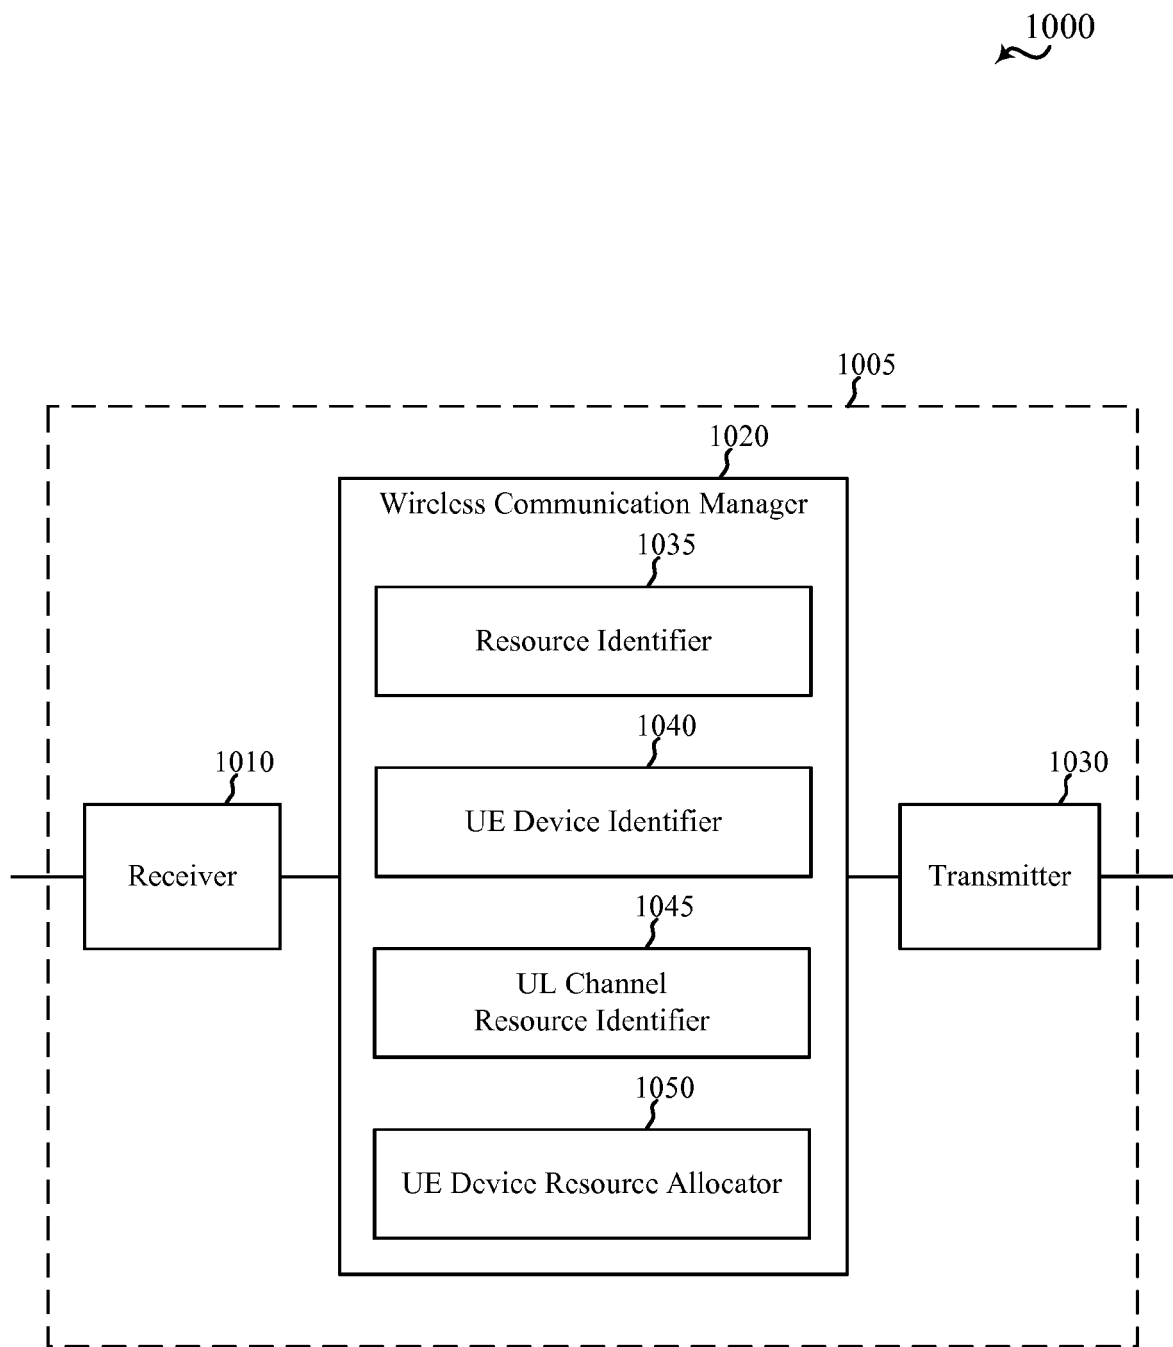 1000
1005
1020
Wireless Communication Manager
1035
Resource Identifier
1040
UE Device Identifier
1010
Receiver
1030
Transmitter
1045
UL Channel
Resource Identifier
1050
UE Device Resource Allocator